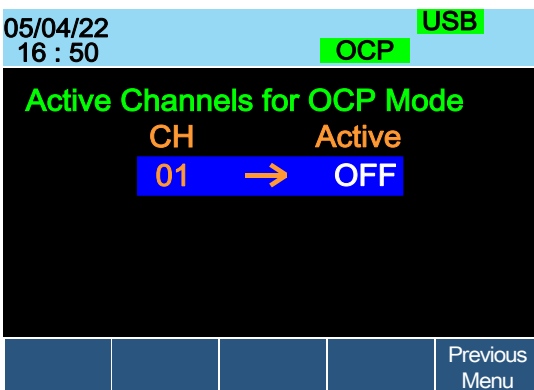 05/04/22
USB
16 : 50
OCP
Active Channels for OCP Mode
CH Active
01 → OFF
Previous
Menu